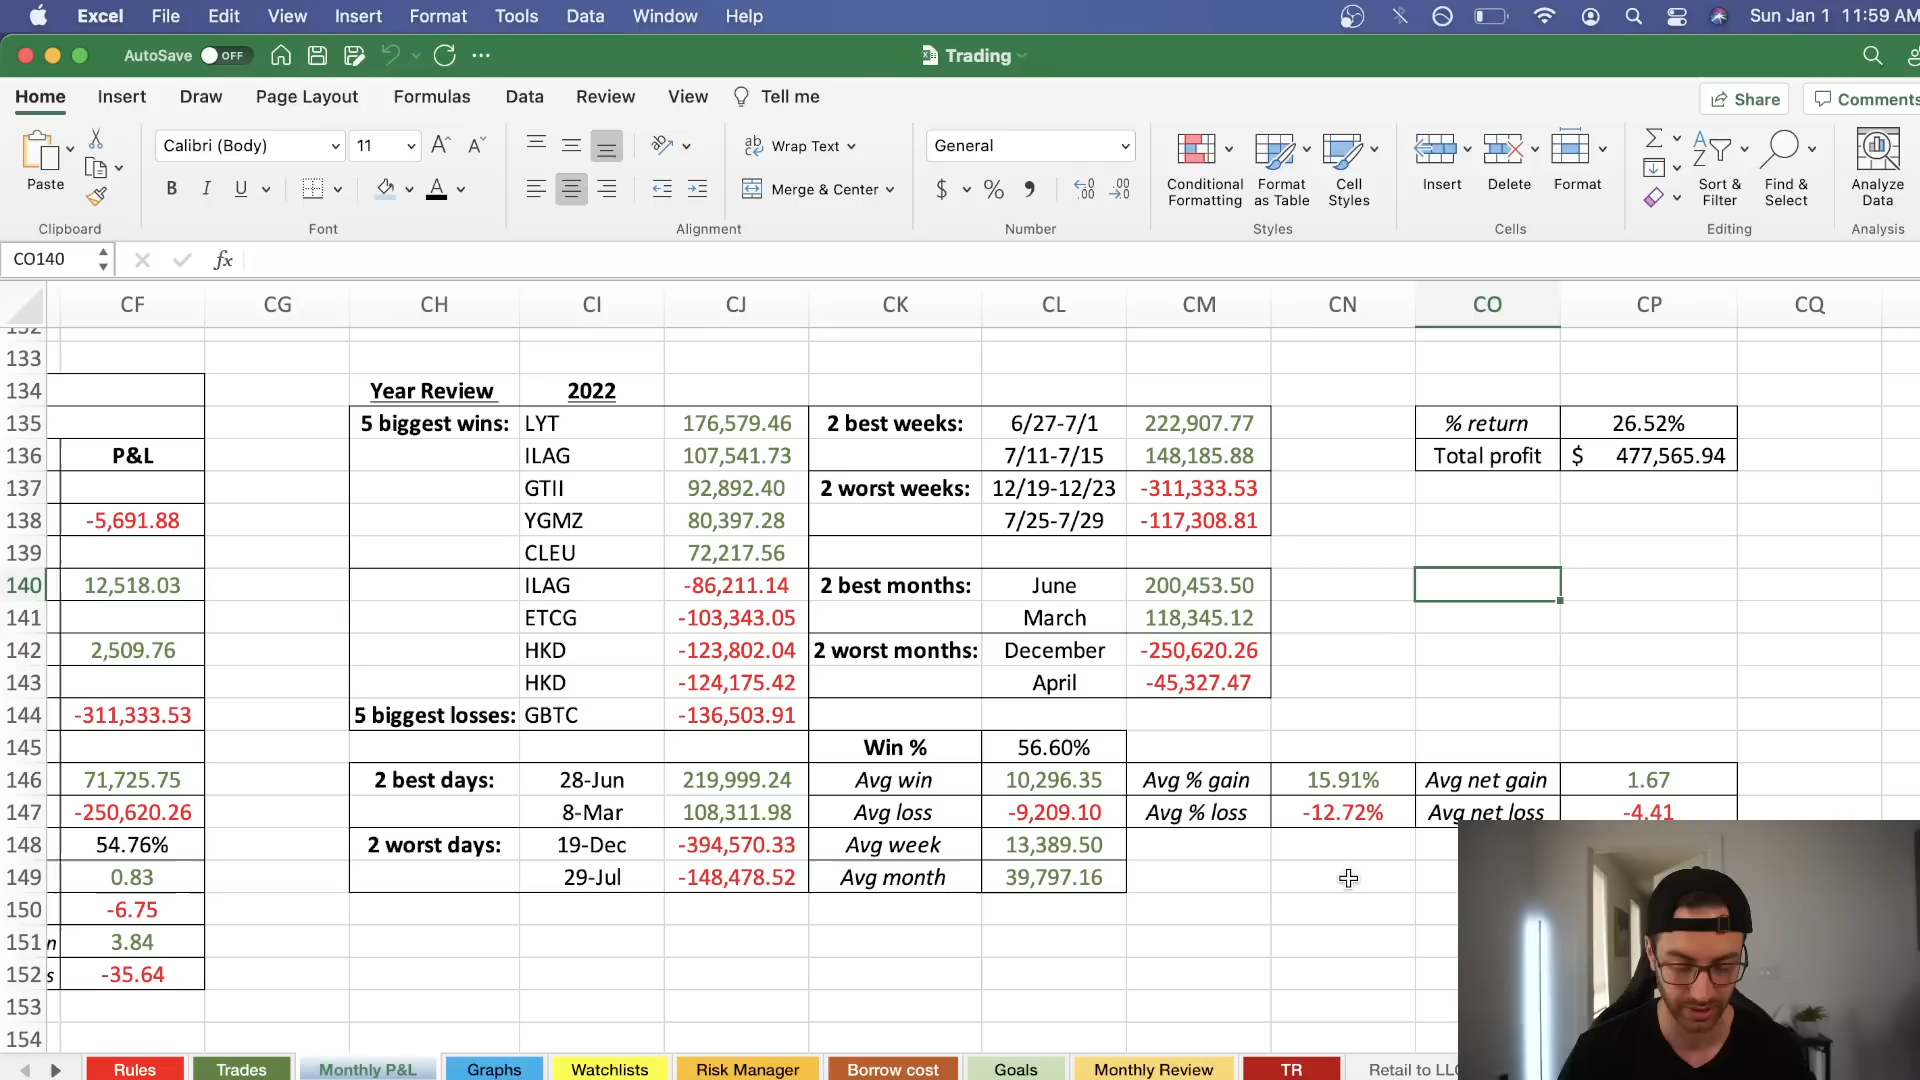 Excel File Edit View Insert Format Tools Data Window Help Sun Jan 1 11:59 AM
AutoSave OFF Trading
Home Insert Draw Page Layout Formulas Data Review View Tell me Share Comments
Paste Calibri (Body) 11 Wrap Text General
B I U Merge & Center $ % Conditional Formatting Format as Table Cell Styles Insert Delete Format Sort & Filter Find & Select Analyze Data
Clipboard Font Alignment Number Styles Cells Editing Analysis
CO140 fx
CF CG CH CI CJ CK CL CM CN CO CP CQ
132
133
134 Year Review 2022
135 5 biggest wins: LYT 176,579.46 2 best weeks: 6/27-7/1 222,907.77 % return 26.52%
136 P&L ILAG 107,541.73 7/11-7/15 148,185.88 Total profit $ 477,565.94
137 GTII 92,892.40 2 worst weeks: 12/19-12/23 -311,333.53
138 -5,691.88 YGMZ 80,397.28 7/25-7/29 -117,308.81
139 CLEU 72,217.56
140 12,518.03 ILAG -86,211.14 2 best months: June 200,453.50
141 ETCG -103,343.05 March 118,345.12
142 2,509.76 HKD -123,802.04 2 worst months: December -250,620.26
143 HKD -124,175.42 April -45,327.47
144 -311,333.53 5 biggest losses: GBTC -136,503.91
145 Win % 56.60%
146 71,725.75 2 best days: 28-Jun 219,999.24 Avg win 10,296.35 Avg % gain 15.91% Avg net gain 1.67
147 -250,620.26 8-Mar 108,311.98 Avg loss -9,209.10 Avg % loss -12.72% Avg net loss -4.41
148 54.76% 2 worst days: 19-Dec -394,570.33 Avg week 13,389.50
149 0.83 29-Jul -148,478.52 Avg month 39,797.16
150 -6.75
151 n 3.84
152 s -35.64
153
154
Rules Trades Monthly P&L Graphs Watchlists Risk Manager Borrow cost Goals Monthly Review TR Retail to LLC